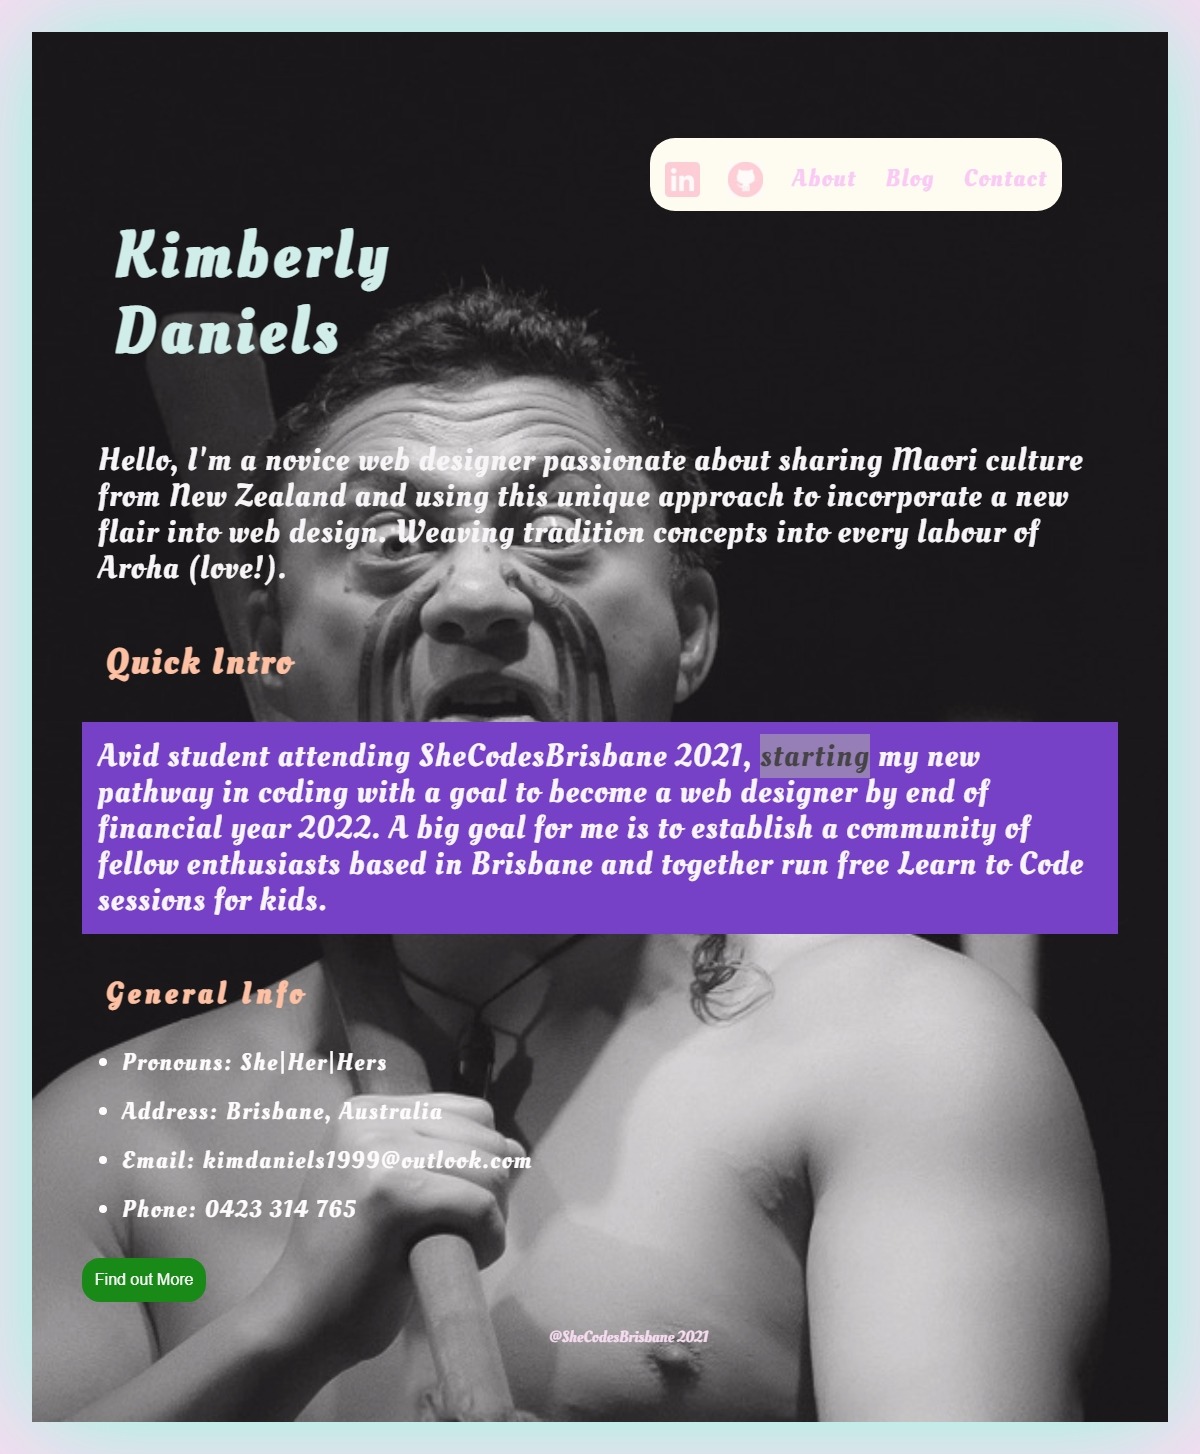 in About Blog Contact
Kimberly
Daniels
Hello, I'm a novice web designer passionate about sharing Maori culture
from New Zealand and using this unique approach to incorporate a new
flair into web design. Weaving tradition concepts into every labour of
Aroha (love!).
Quick Intro
Avid student attending SheCodesBrisbane 2021, starting my new
pathway in coding with a goal to become a web designer by end of
financial year 2022. A big goal for me is to establish a community of
fellow enthusiasts based in Brisbane and together run free Learn to Code
sessions for kids.
General Info
• Pronouns: She|Her|Hers
• Address: Brisbane, Australia
• Email: kimdaniels1999@outlook.com
• Phone: 0423 314 765
Find out More
@SheCodesBrisbane 2021